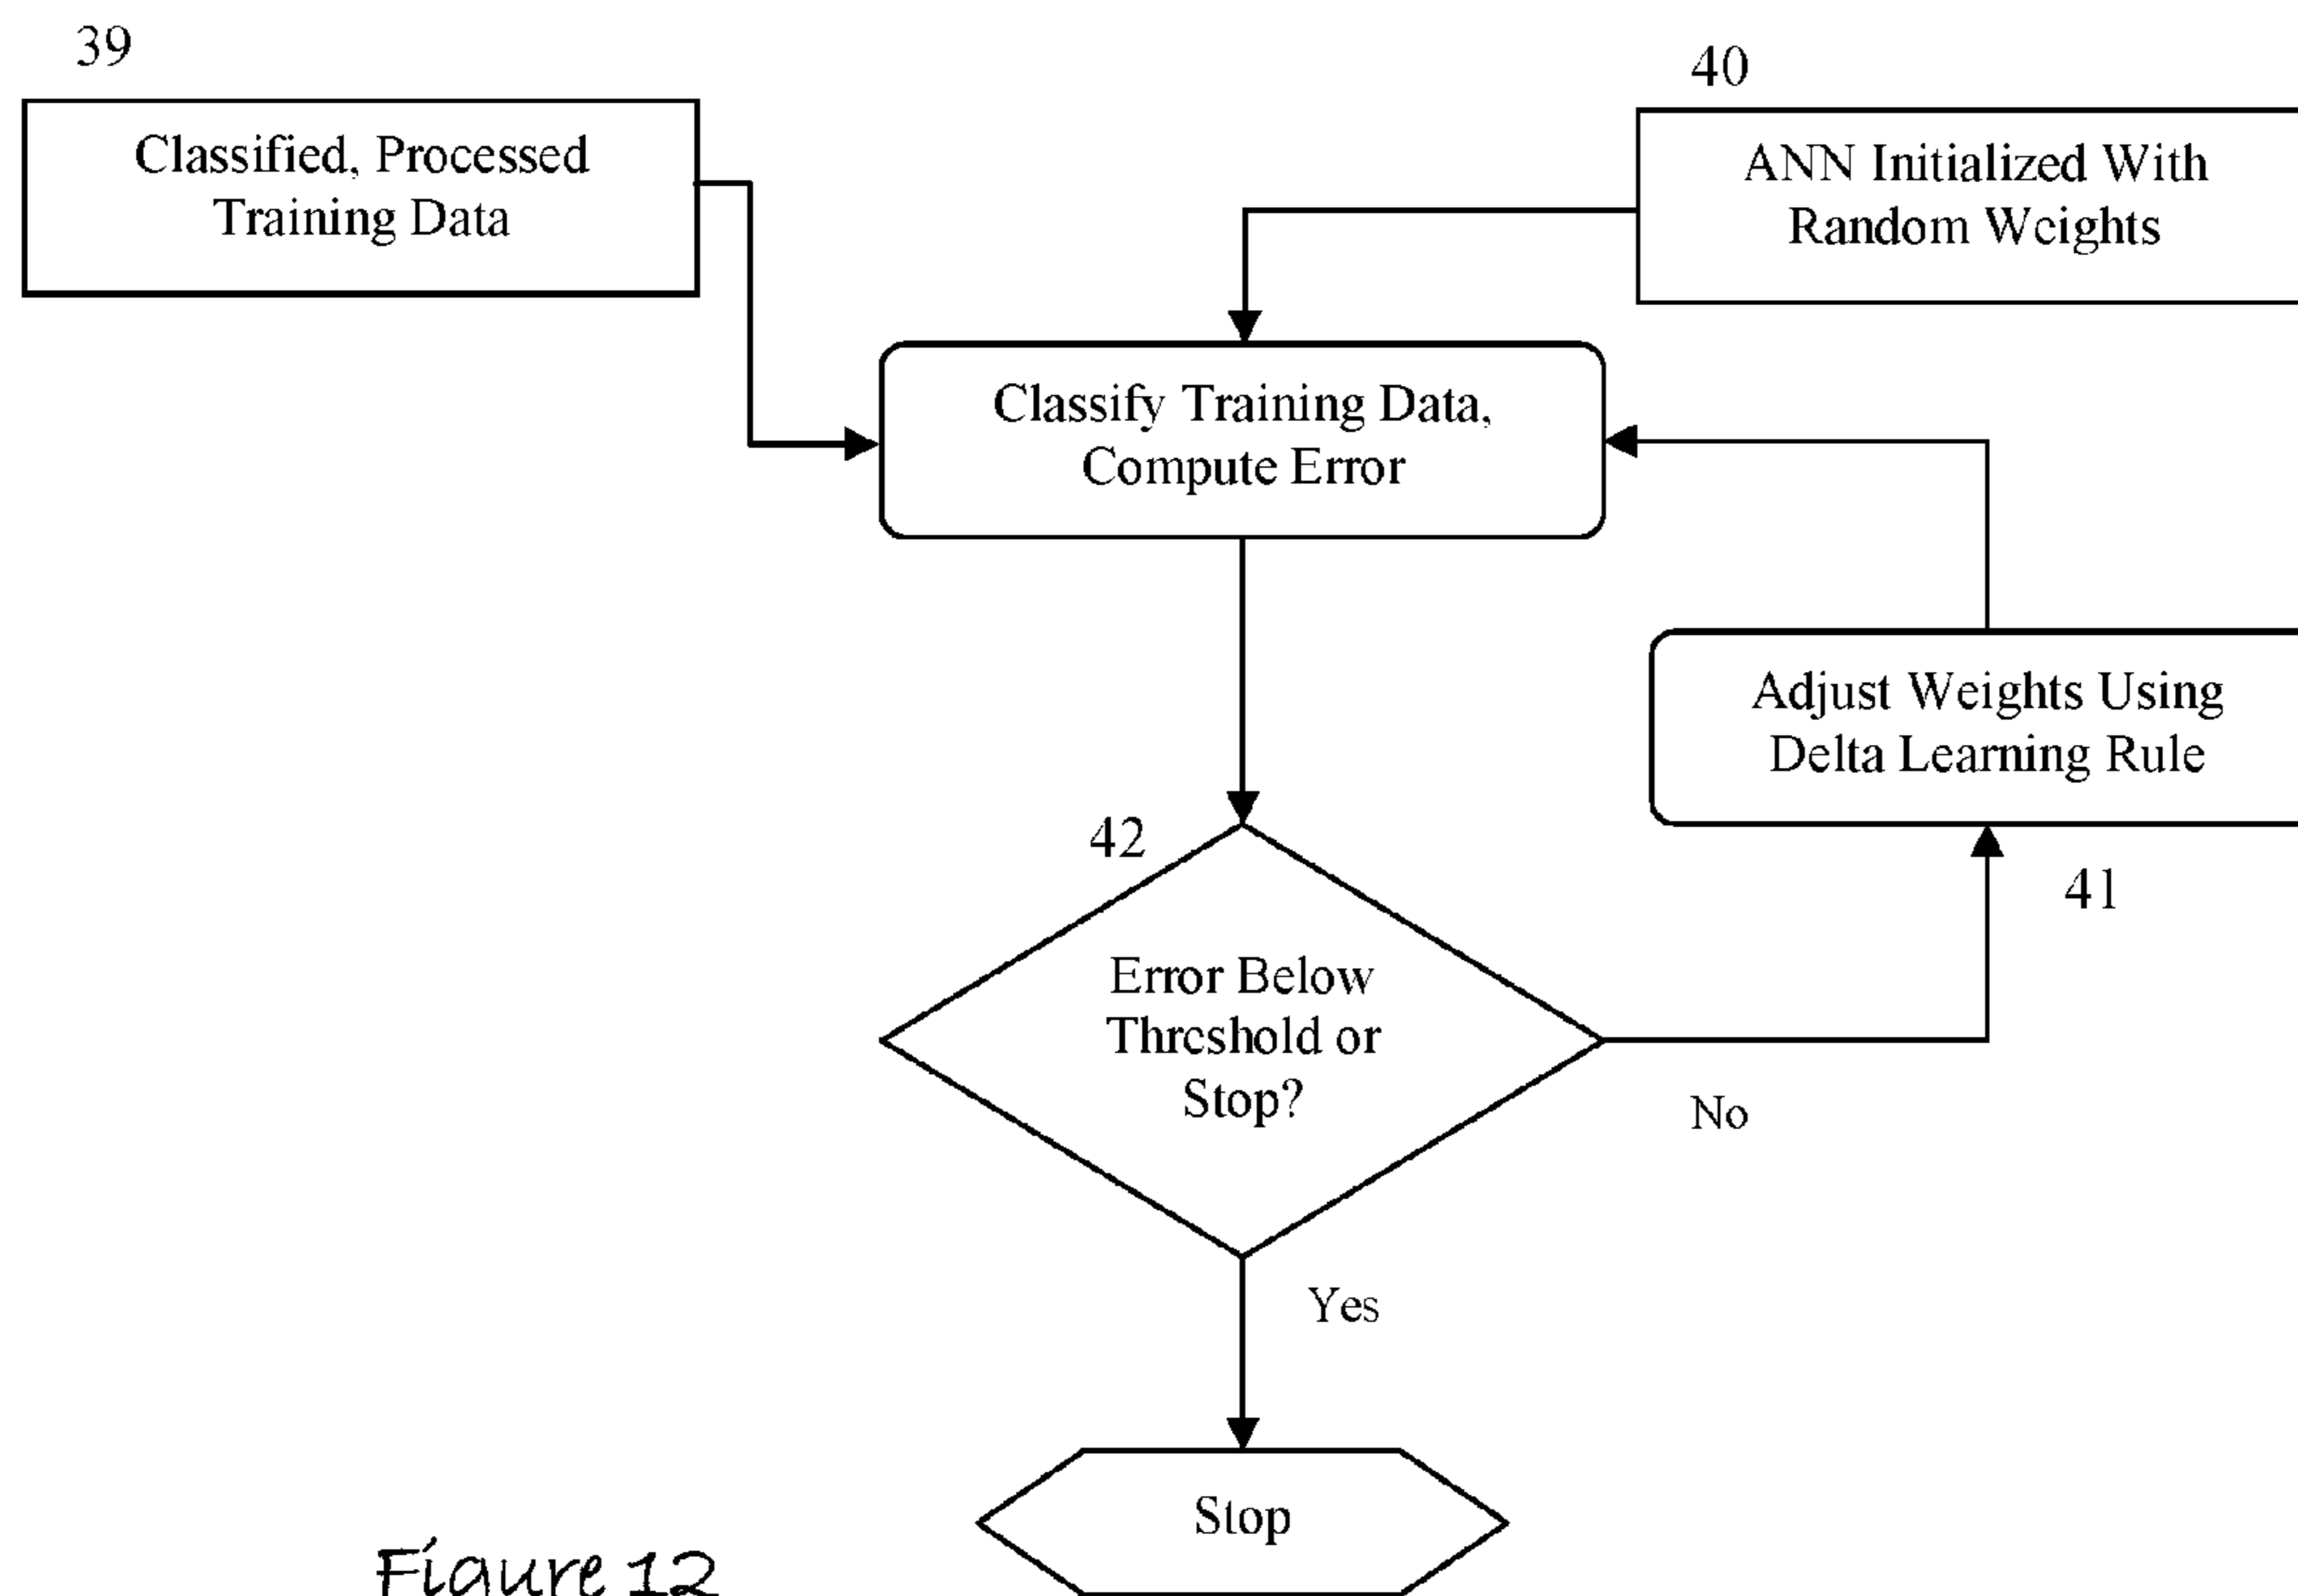 39
Classified, Processed
Training Data
40
ANN Initialized With
Random Weights
Classify Training Data,
Compute Error
Adjust Weights Using
Delta Learning Rule
41
42
Error Below
Threshold or
Stop?
No
Yes
Stop
Figure 12